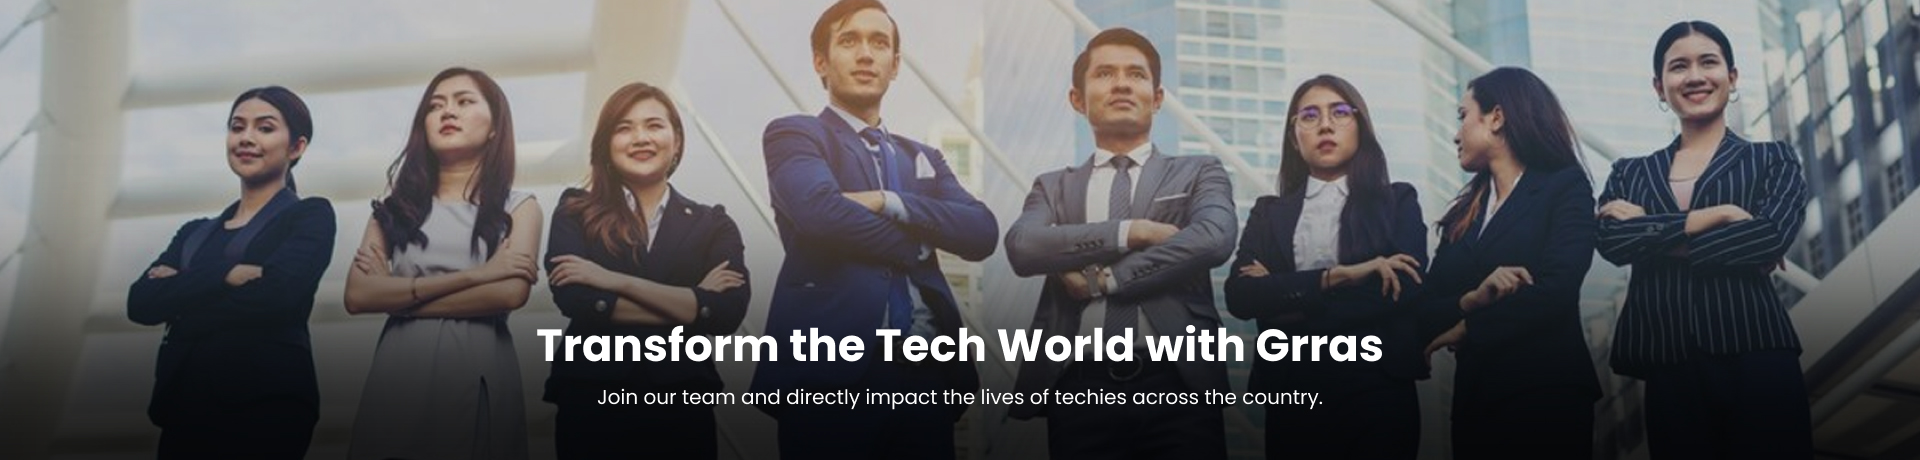 Transform the Tech World with Grras
Join our team and directly impact the lives of techies across the country.